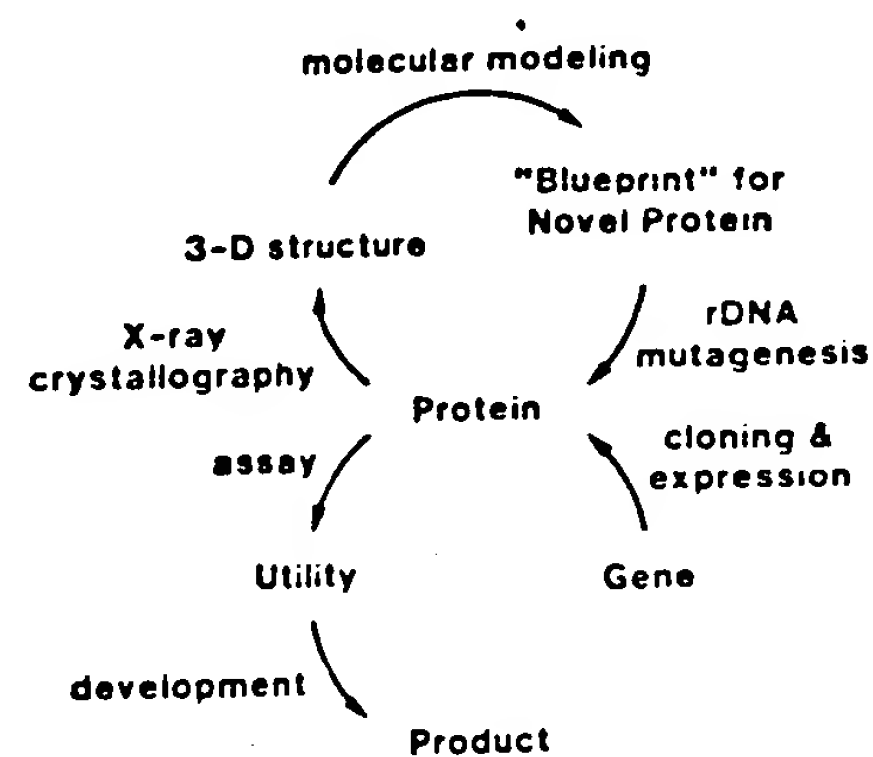 molecular modeling
"Blueprint" for
Novel Protein
3-D structure
X-ray
crystallography
rDNA
mutagenesis
Protein
cloning &
expression
assay
Utility
Gene
development
Product